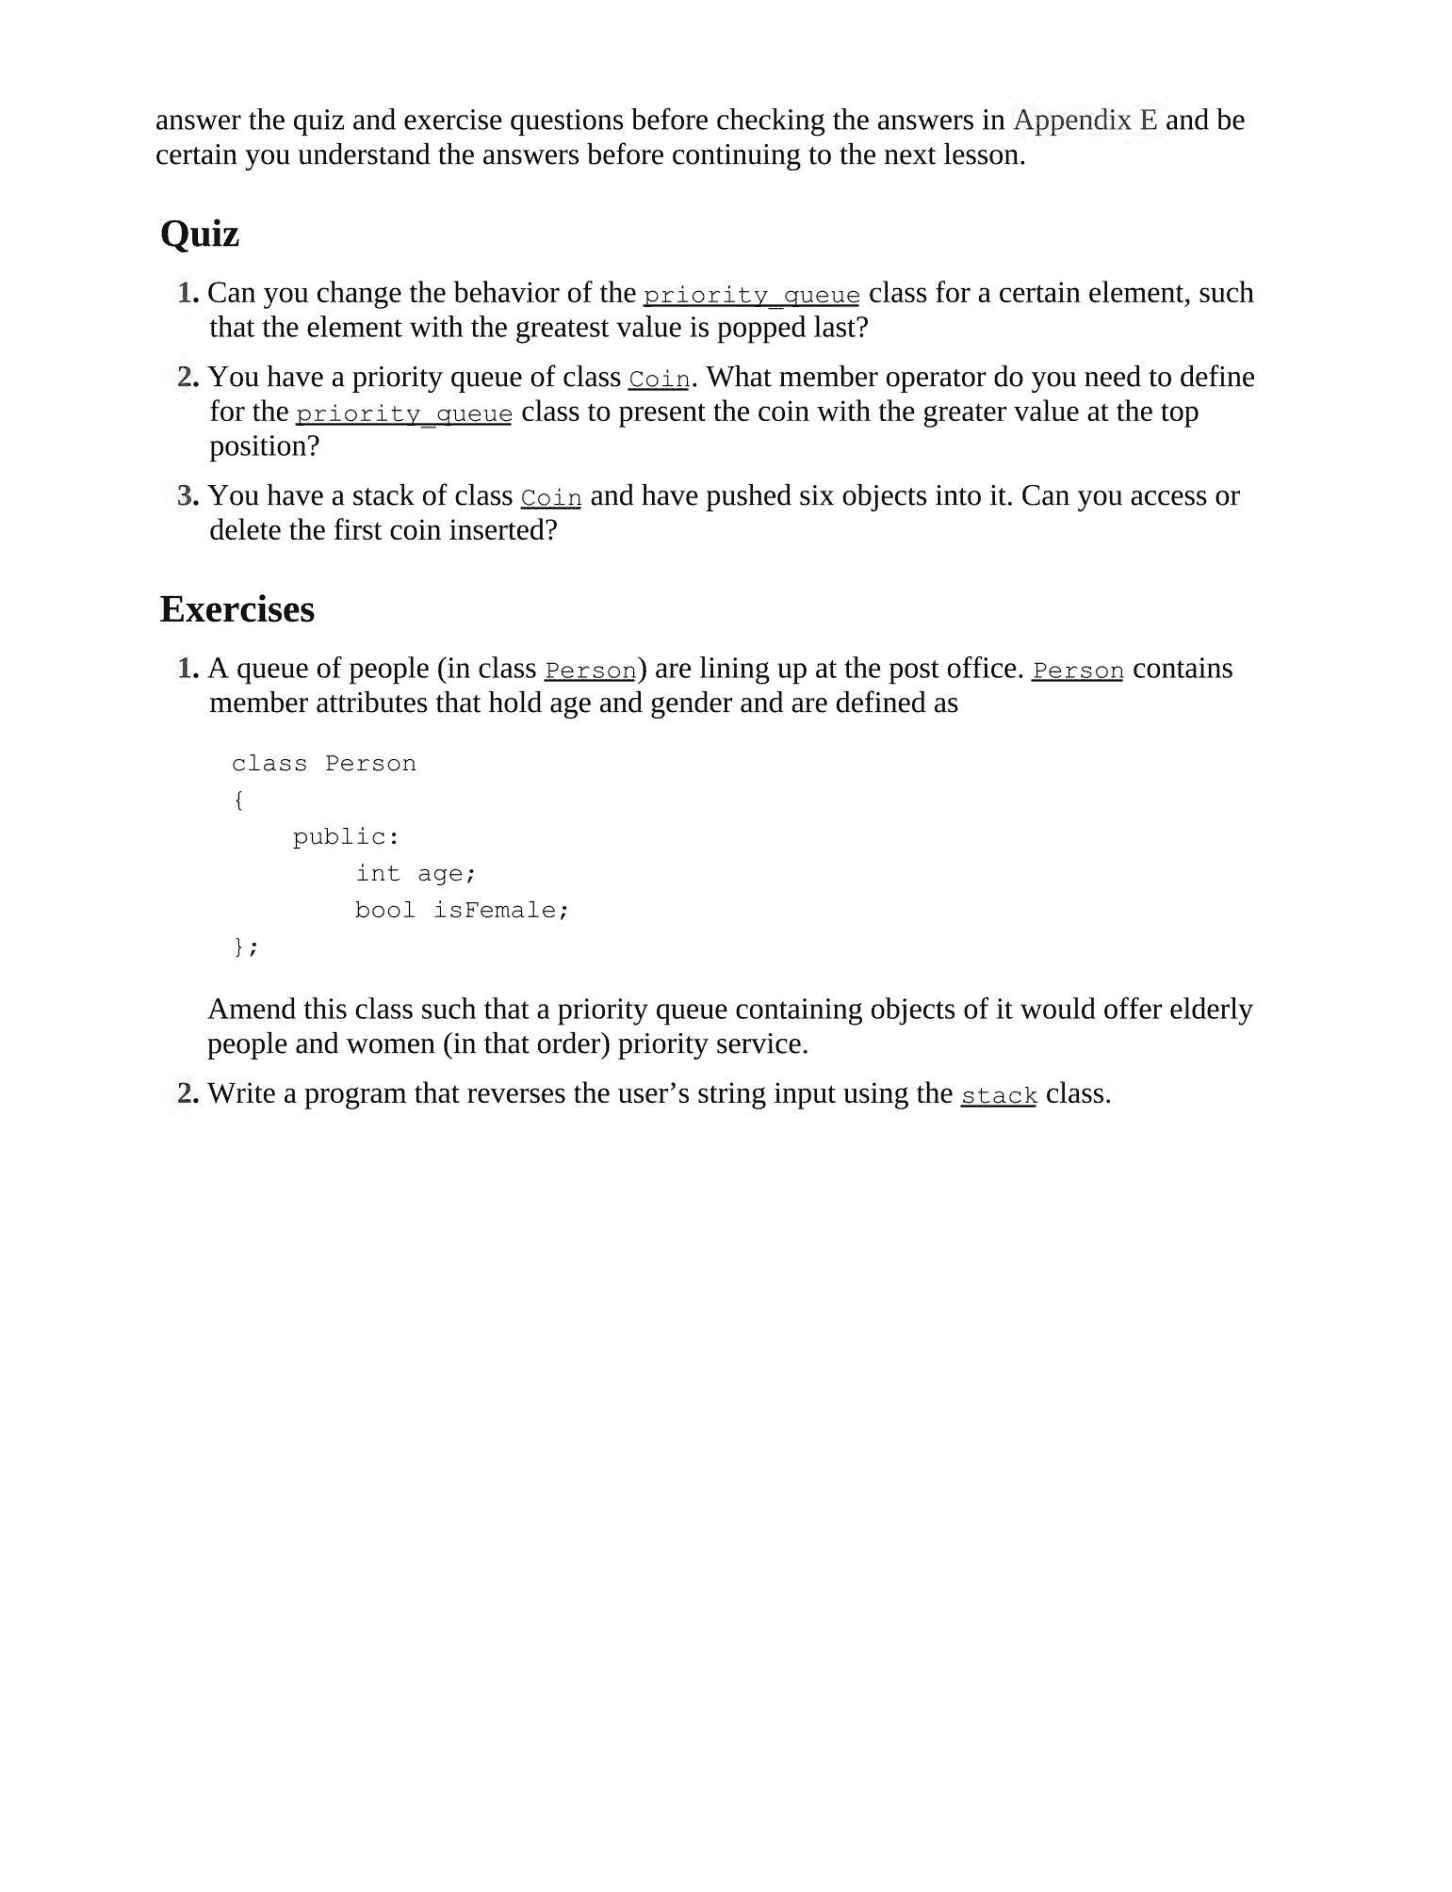 answer the quiz and exercise questions before checking the answers in Appendix E and be
certain you understand the answers before continuing to the next lesson.
Quiz
1. Can you change the behavior of the priority_queue class for a certain element, such
that the element with the greatest value is popped last?
2. You have a priority queue of class Coin. What member operator do you need to define
for the priority_queue class to present the coin with the greater value at the top
position?
3. You have a stack of class Coin and have pushed six objects into it. Can you access or
delete the first coin inserted?
Exercises
1. A queue of people (in class Person) are lining up at the post office. Person contains
member attributes that hold age and gender and are defined as
class Person
{
public:
int age;
bool isFemale;
};
Amend this class such that a priority queue containing objects of it would offer elderly
people and women (in that order) priority service.
2. Write a program that reverses the user’s string input using the stack class.